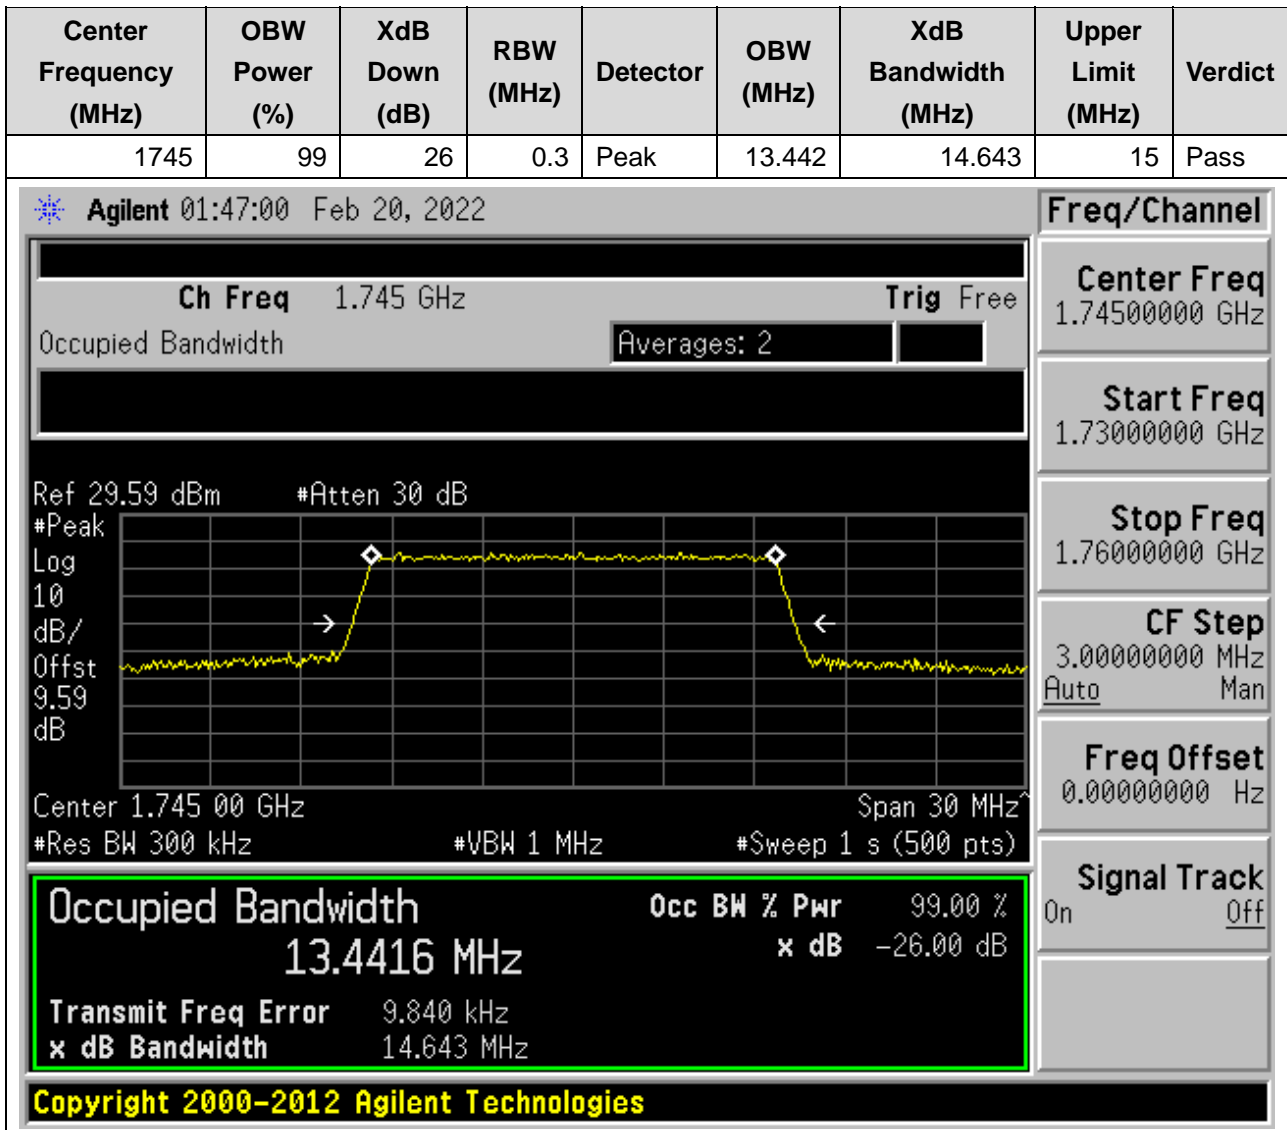 Center Frequency (MHz) OBW Power (%) XdB Down (dB) RBW (MHz) Detector OBW (MHz) XdB Bandwidth (MHz) Upper Limit (MHz) Verdict
1745 99 26 0.3 Peak 13.442 14.643 15 Pass
Agilent 01:47:00 Feb 20, 2022
Ch Freq 1.745 GHz Trig Free
Occupied Bandwidth Averages: 2
Ref 29.59 dBm #Atten 30 dB
#Peak
Log
10
dB/
Offst
9.59
dB
Center 1.745 00 GHz Span 30 MHz^
#Res BW 300 kHz #VBW 1 MHz #Sweep 1 s (500 pts)
Occupied Bandwidth Occ BW % Pwr 99.00 %
13.4416 MHz x dB -26.00 dB
Transmit Freq Error 9.840 kHz
x dB Bandwidth 14.643 MHz
Copyright 2000-2012 Agilent Technologies
Freq/Channel
Center Freq
1.74500000 GHz
Start Freq
1.73000000 GHz
Stop Freq
1.76000000 GHz
CF Step
3.00000000 MHz
Auto Man
Freq Offset
0.00000000 Hz
Signal Track
On Off